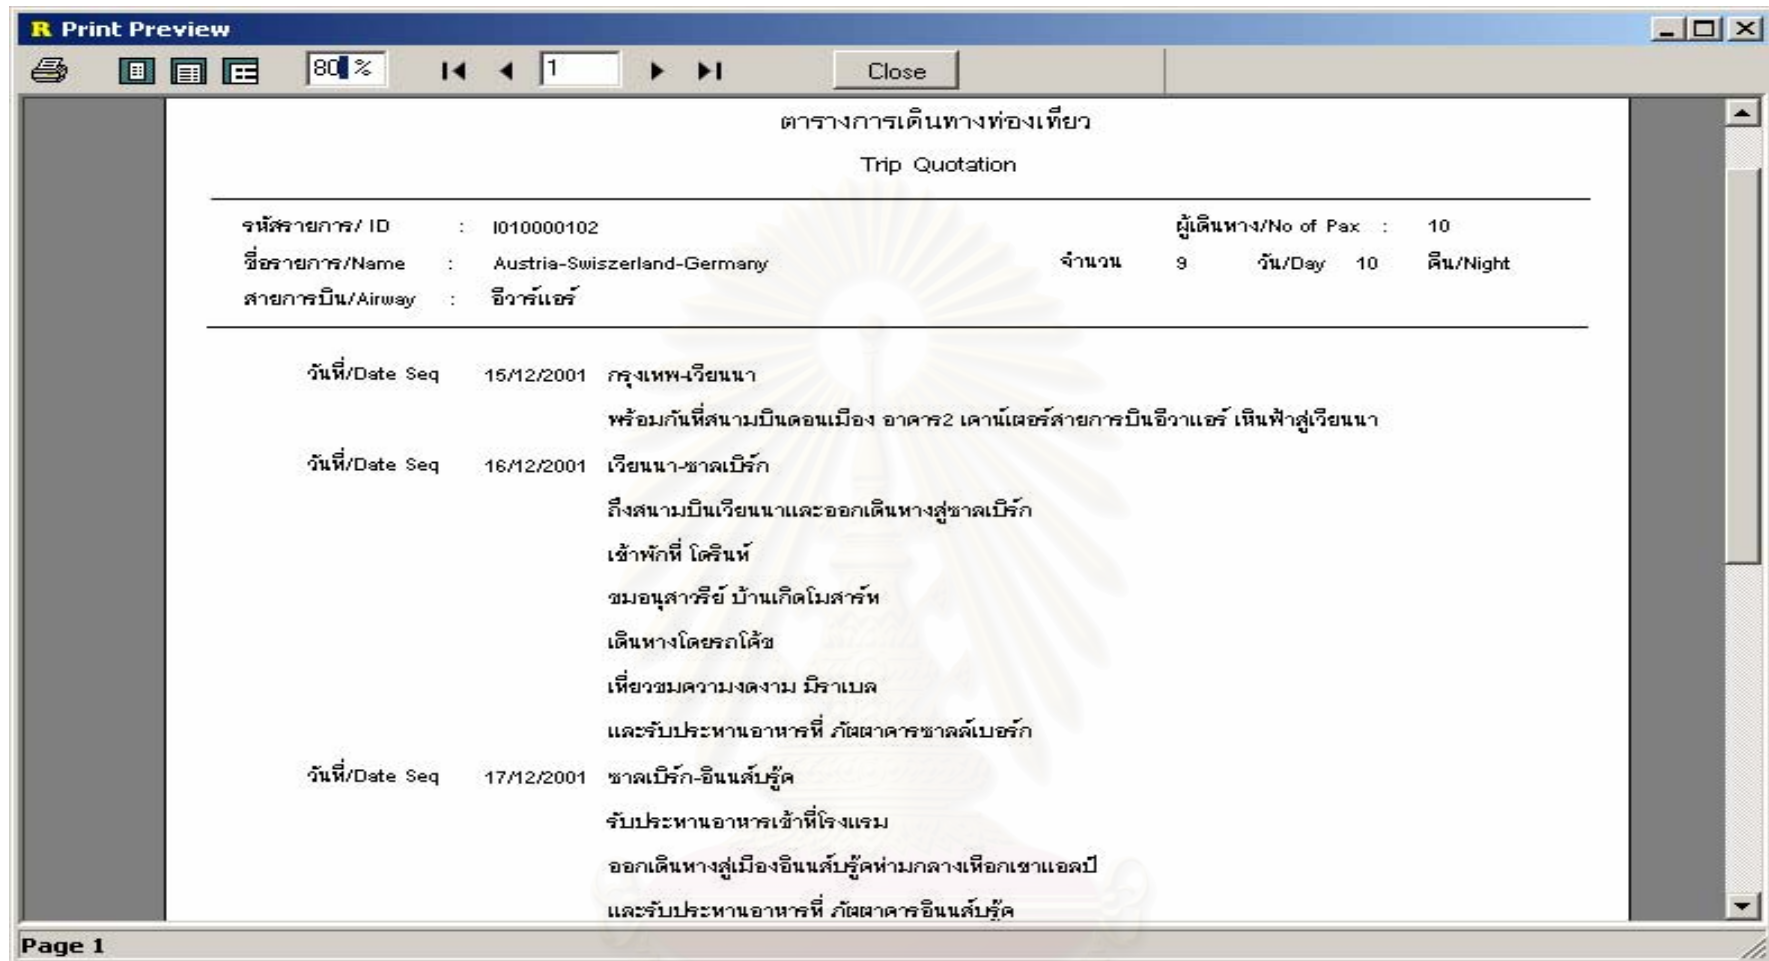 R Print Preview
80 % 1 Close
ตารางการเดินทางท่องเที่ยว
Trip Quotation
รหัสรายการ/ ID : I010000102 ผู้เดินทาง/No of Pax : 10
ชื่อรายการ/Name : Austria-Swiszerland-Germany จำนวน 9 วัน/Day 10 คืน/Night
สายการบิน/Airway : อีวาร์แอร์
วันที่/Date Seq 15/12/2001 กรุงเทพ-เวียนนา
พร้อมกันที่สนามบินดอนเมือง อาคาร2 เคาน์เตอร์สายการบินอีวาแอร์ เหินฟ้าสู่เวียนนา
วันที่/Date Seq 16/12/2001 เวียนนา-ซาลเบิร์ก
ถึงสนามบินเวียนนาและออกเดินทางสู่ซาลเบิร์ก
เข้าพักที่ โดรินท์
ชมอนุสาวรีย์ บ้านเกิดโมสาร์ท
เดินทางโดยรถโค้ช
เที่ยวชมความงดงาม มิราเบล
และรับประทานอาหารที่ ภัตตาคารซาลล์เบอร์ก
วันที่/Date Seq 17/12/2001 ซาลเบิร์ก-อินนส์บรู๊ค
รับประทานอาหารเช้าที่โรงแรม
ออกเดินทางสู่เมืองอินนส์บรู๊คท่ามกลางเทือกเขาแอลป์
และรับประทานอาหารที่ ภัตตาคารอินนส์บรู๊ค
Page 1